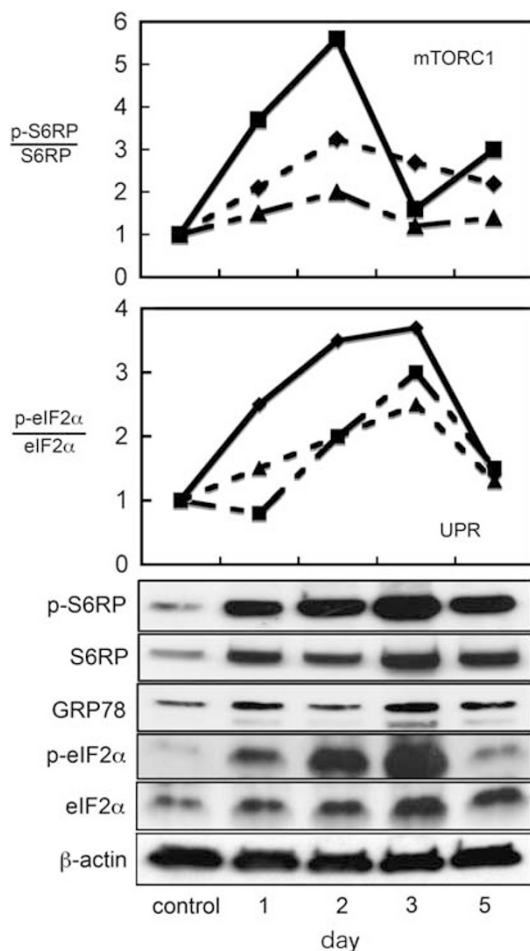 6
5
4
3
2
1
0
mTORC1
p-S6RP
S6RP
4
3
2
1
0
p-eIF2α
eIF2α
UPR
p-S6RP
S6RP
GRP78
p-eIF2α
eIF2α
β-actin
control 1 2 3 5
day